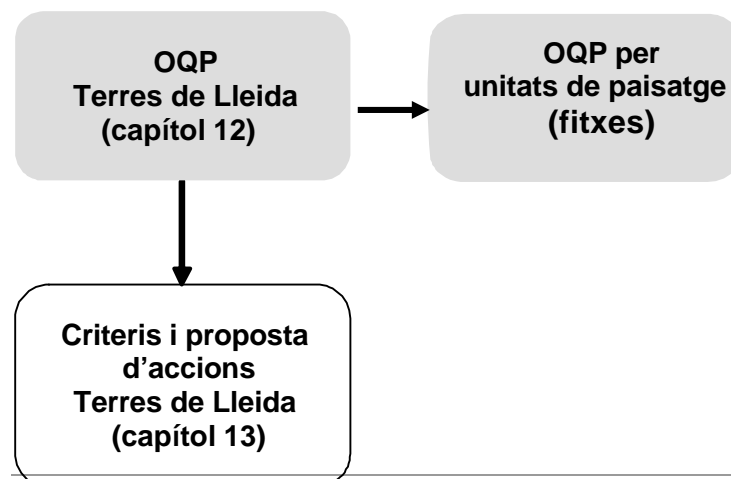 OQP
Terres de Lleida
(capítol 12)
OQP per
unitats de paisatge
(fitxes)
Criteris i proposta
d'accions
Terres de Lleida
(capítol 13)